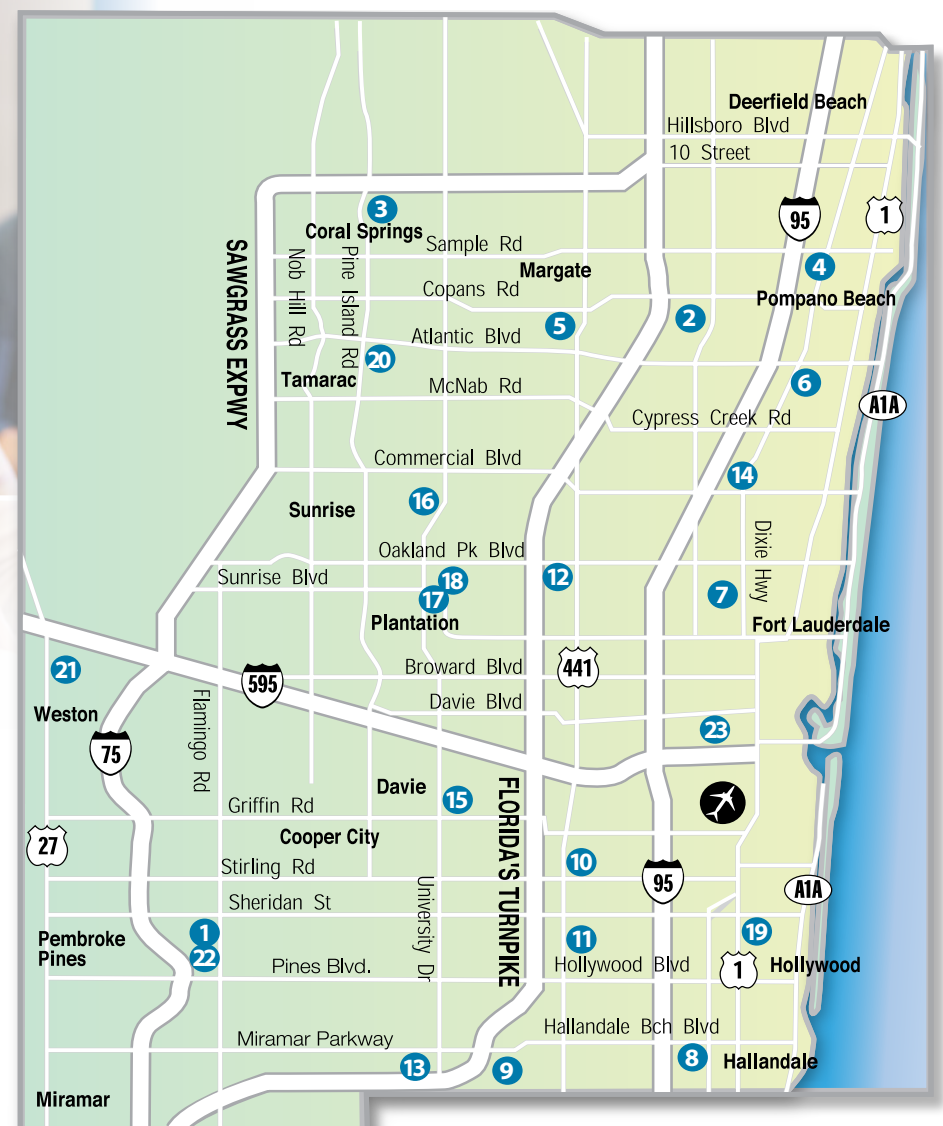 Deerfield Beach
Hillsboro Blvd
10 Street
3
95
1
Coral Springs
SAWGRASS EXPWY
Nob Hill Rd
Pine Island Rd
Sample Rd
Margate
4
Copans Rd
Pompano Beach
5
2
Atlantic Blvd
20
Tamarac
McNab Rd
6
A1A
Cypress Creek Rd
Commercial Blvd
14
16
Sunrise
Dixie Hwy
Oakland Pk Blvd
Sunrise Blvd
18
12
17
7
Plantation
Fort Lauderdale
21
Broward Blvd
441
595
Flamingo Rd
Davie Blvd
Weston
23
75
Davie
15
FLORIDA'S TURNPIKE
Griffin Rd
27
Cooper City
10
Stirling Rd
95
A1A
University Dr
Sheridan St
1
11
19
Pembroke
Pines
22
Pines Blvd.
Hollywood Blvd
1
Hollywood
Hallandale Bch Blvd
Miramar Parkway
13
9
8
Hallandale
Miramar